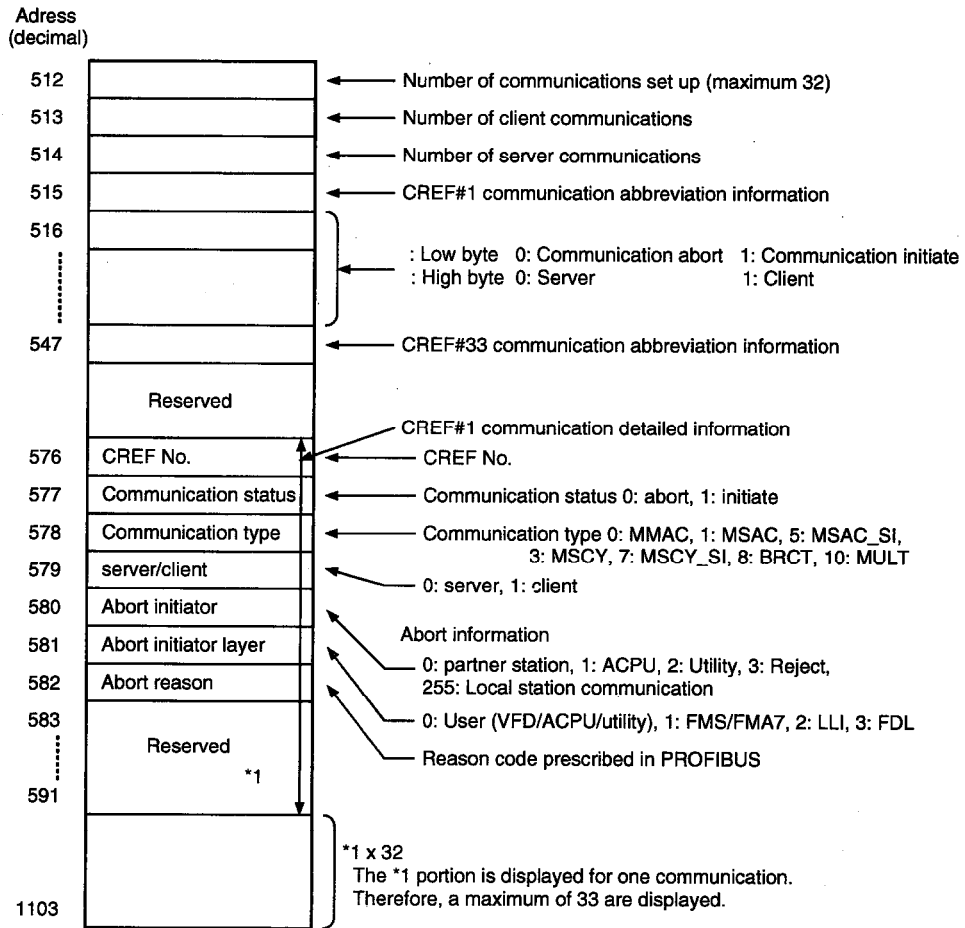 Adress
(decimal)
512 Number of communications set up (maximum 32)
513 Number of client communications
514 Number of server communications
515 CREF#1 communication abbreviation information
516
: Low byte 0: Communication abort 1: Communication initiate
: High byte 0: Server 1: Client
547 CREF#33 communication abbreviation information
Reserved
CREF#1 communication detailed information
576 CREF No. CREF No.
577 Communication status Communication status 0: abort, 1: initiate
578 Communication type Communication type 0: MMAC, 1: MSAC, 5: MSAC_SI,
3: MSCY, 7: MSCY_SI, 8: BRCT, 10: MULT
579 server/client
0: server, 1: client
580 Abort initiator
Abort information
581 Abort initiator layer
0: partner station, 1: ACPU, 2: Utility, 3: Reject,
255: Local station communication
582 Abort reason
583
0: User (VFD/ACPU/utility), 1: FMS/FMA7, 2: LLI, 3: FDL
Reserved
Reason code prescribed in PROFIBUS
*1
591
*1 x 32
The *1 portion is displayed for one communication.
Therefore, a maximum of 33 are displayed.
1103